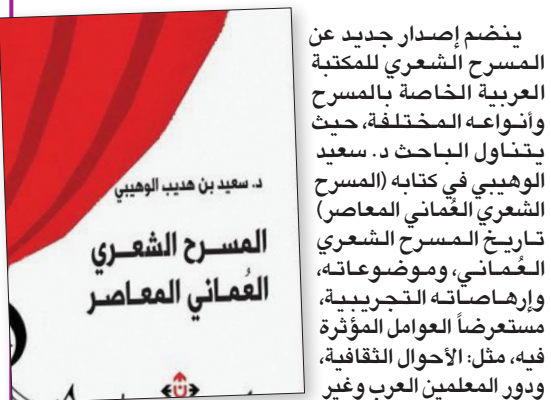 ينضم إصدار جديد عن
المسرح الشعري للمكتبة
العربية الخاصة بالمسرح
وأنواعه المختلفة، حيث
يتناول الباحث د. سعيد
الوهيبي في كتابه (المسرح
الشعري العُماني المعاصر)
تاريخ المسرح الشعري
العُماني، وموضوعاته،
وإرهاصاته التجريبية،
مستعرضاً العوامل المؤثرة
فيه، مثل: الأحوال الثقافية،
ودور المعلمين العرب وغير
د. سعيد بن هديب الوهيبي
المسرح الشعري
العُماني المعاصر